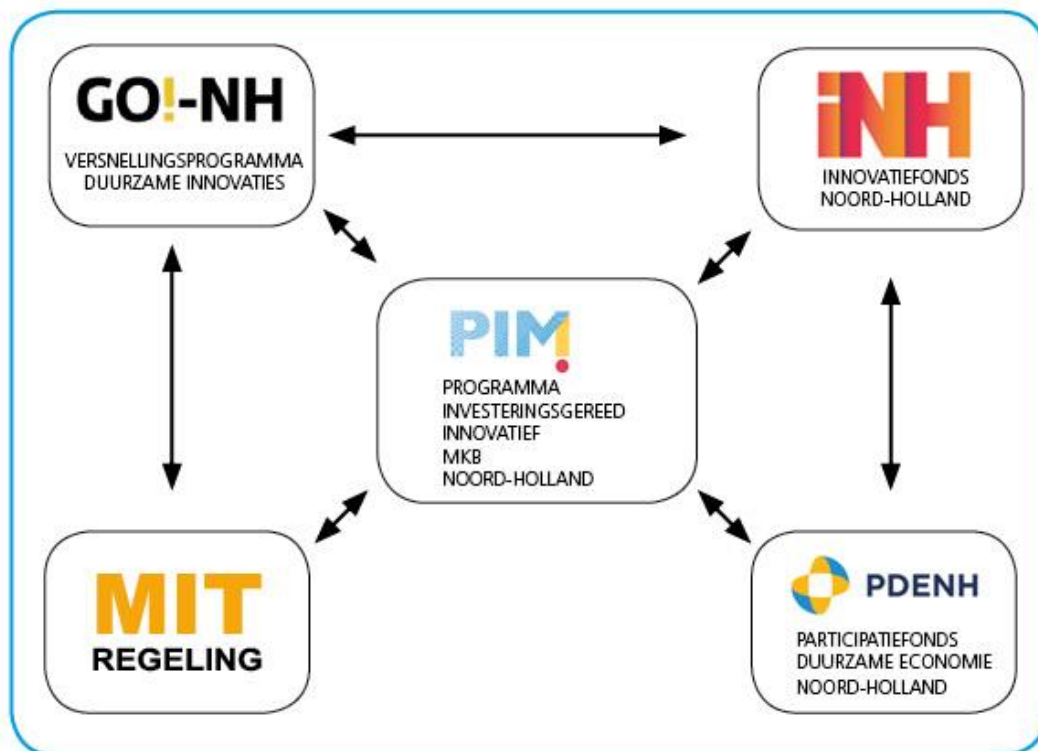 GO!-NH
VERSNELLINGSPROGRAMMA
DUURZAME INNOVATIES
iNH
INNOVATIEFONDS
NOORD-HOLLAND
PIM
PROGRAMMA
INVESTERINGSGEREED
INNOVATIEF
MKB
NOORD-HOLLAND
MIT
REGELING
PDENH
PARTICIPATIEFONDS
DUURZAME ECONOMIE
NOORD-HOLLAND